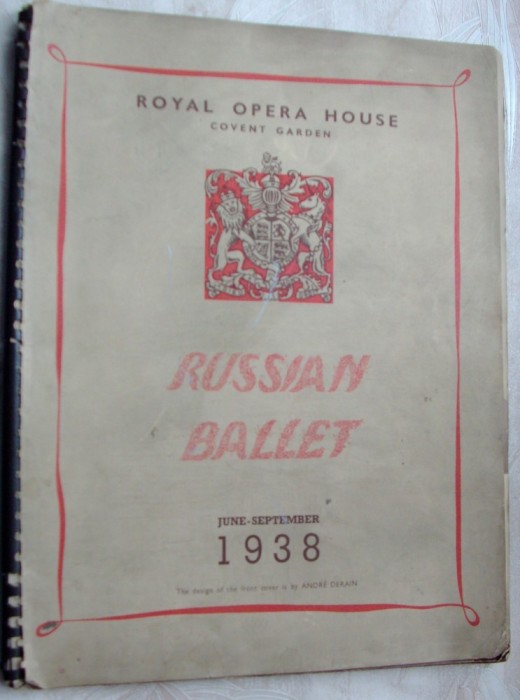 ROYAL OPERA HOUSE
COVENT GARDEN
RUSSIAN
BALLET
JUNE-SEPTEMBER
1938
The design of the front cover is by ANDRÉ DERAIN